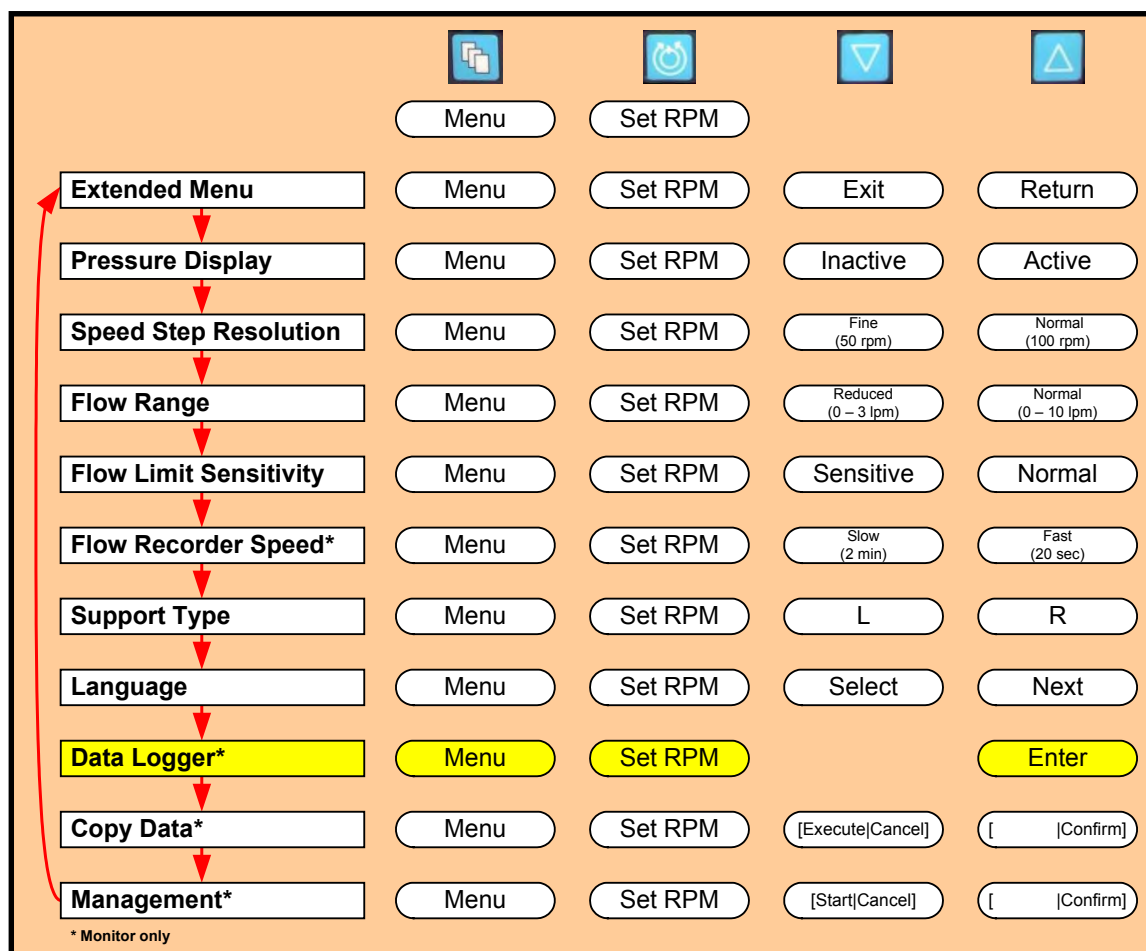 Menu Set RPM
Extended Menu Menu Set RPM Exit Return
Pressure Display Menu Set RPM Inactive Active
Speed Step Resolution Menu Set RPM Fine (50 rpm) Normal (100 rpm)
Flow Range Menu Set RPM Reduced (0 – 3 lpm) Normal (0 – 10 lpm)
Flow Limit Sensitivity Menu Set RPM Sensitive Normal
Flow Recorder Speed* Menu Set RPM Slow (2 min) Fast (20 sec)
Support Type Menu Set RPM L R
Language Menu Set RPM Select Next
Data Logger* Menu Set RPM Enter
Copy Data* Menu Set RPM [Execute|Cancel] [ |Confirm]
Management* Menu Set RPM [Start|Cancel] [ |Confirm]
* Monitor only